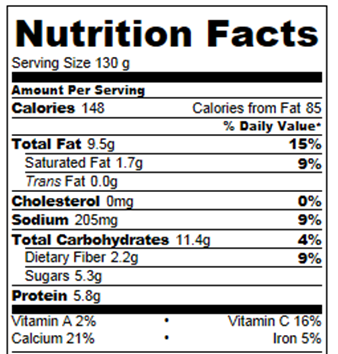 Nutrition Facts
Serving Size 130 g
Amount Per Serving
Calories 148 Calories from Fat 85
% Daily Value*
Total Fat 9.5g 15%
Saturated Fat 1.7g 9%
Trans Fat 0.0g
Cholesterol 0mg 0%
Sodium 205mg 9%
Total Carbohydrates 11.4g 4%
Dietary Fiber 2.2g 9%
Sugars 5.3g
Protein 5.8g
Vitamin A 2% • Vitamin C 16%
Calcium 21% • Iron 5%